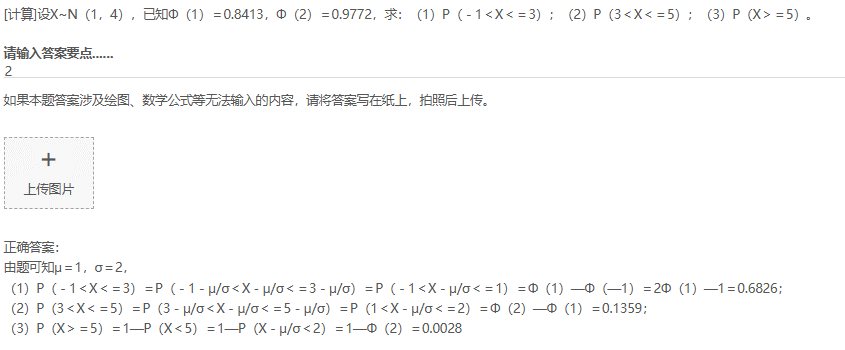 [计算]设X~N（1，4），已知Φ（1）＝0.8413，Φ（2）＝0.9772，求：（1）P（－1＜X＜＝3）；（2）P（3＜X＜＝5）；（3）P（X＞＝5）。
请输入答案要点......
2
如果本题答案涉及绘图、数学公式等无法输入的内容，请将答案写在纸上，拍照后上传。
+
上传图片
正确答案：
由题可知μ＝1，σ＝2，
（1）P（－1＜X＜＝3）＝P（－1－μ/σ＜X－μ/σ＜＝3－μ/σ）＝P（－1＜X－μ/σ＜＝1）＝Φ（1）—Φ（—1）＝2Φ（1）—1＝0.6826；
（2）P（3＜X＜＝5）＝P（3－μ/σ＜X－μ/σ＜＝5－μ/σ）＝P（1＜X－μ/σ＜＝2）＝Φ（2）—Φ（1）＝0.1359；
（3）P（X＞＝5）＝1—P（X＜5）＝1—P（X－μ/σ＜2）＝1—Φ（2）＝0.0028